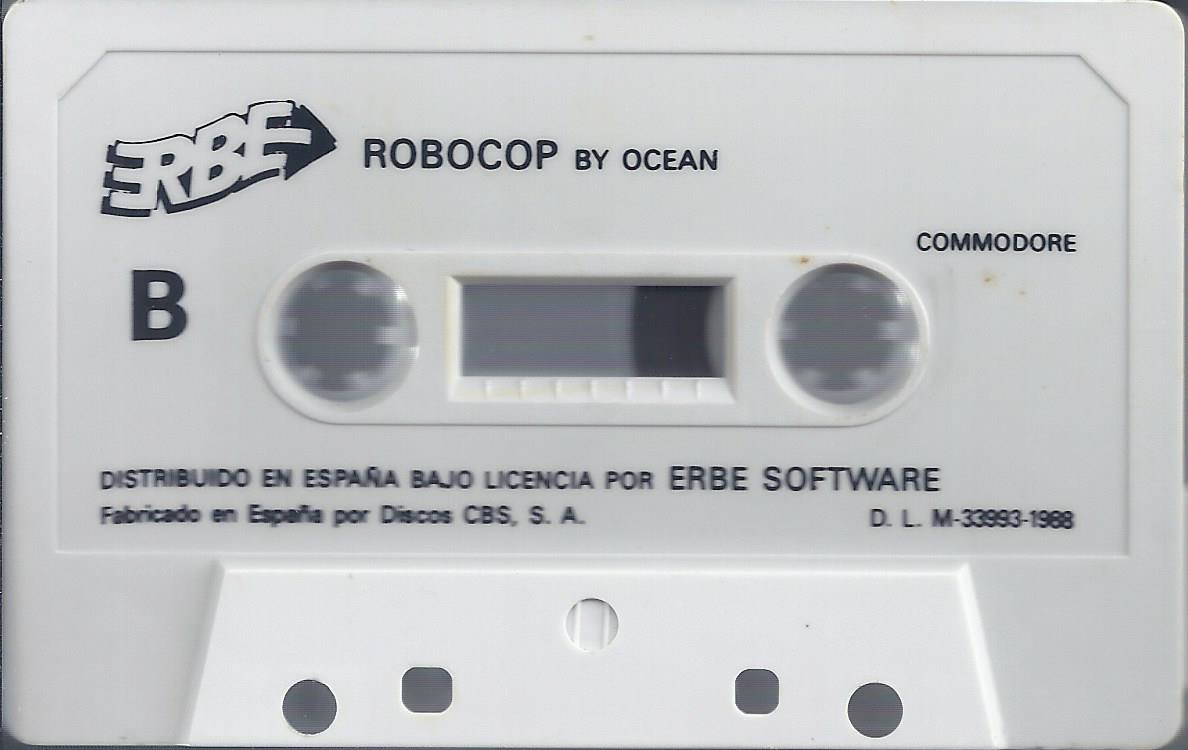 ERBE
ROBOCOP BY OCEAN
COMMODORE
B
DISTRIBUIDO EN ESPAÑA BAJO LICENCIA POR ERBE SOFTWARE
Fabricado en España por Discos CBS, S. A.
D. L. M-33993-1988